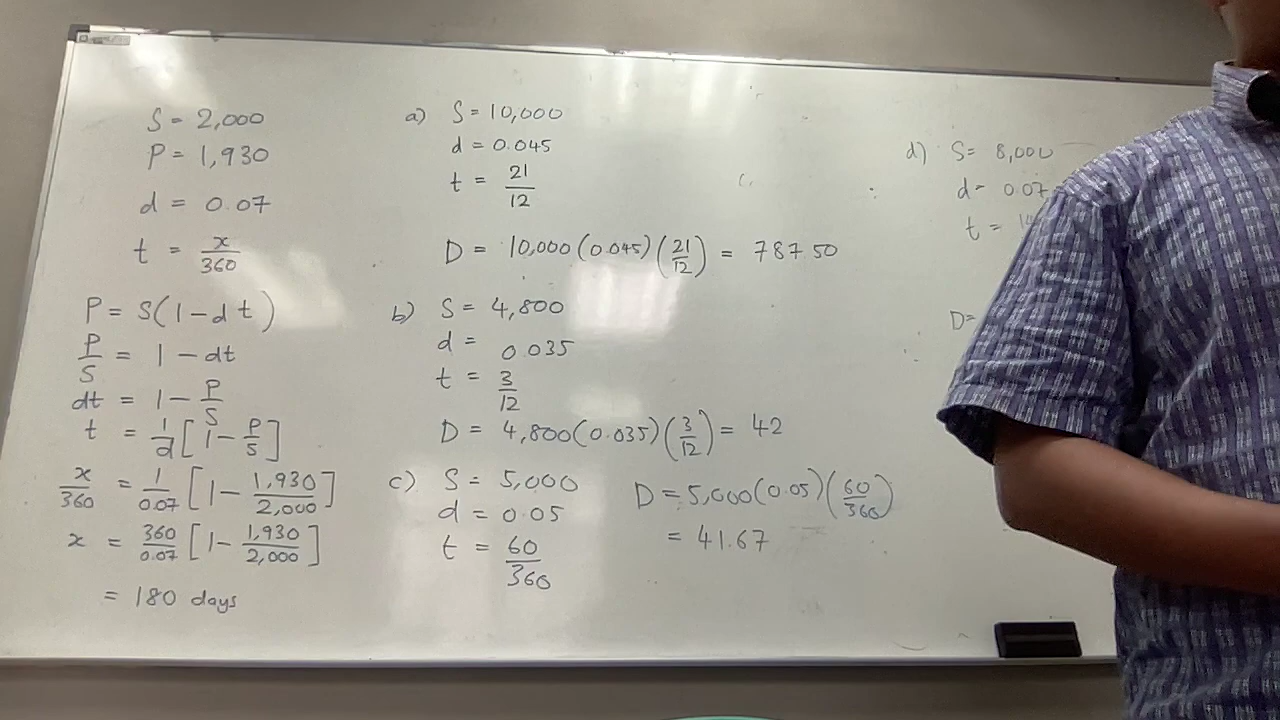 S = 2,000
P = 1,930
d = 0.07
t = x/360
P = S(1-dt)
P/S = 1 - dt
dt = 1 - P/S
t = 1/d [1 - P/S]
x/360 = 1/0.07 [1 - 1,930/2,000]
x = 360/0.07 [1 - 1,930/2,000]
= 180 days
a) S = 10,000
d = 0.045
t = 21/12
D = 10,000(0.045)(21/12) = 787.50
b) S = 4,800
d = 0.035
t = 3/12
D = 4,800(0.035)(3/12) = 42
c) S = 5,000
d = 0.05
t = 60/360
D = 5,000(0.05)(60/360)
= 41.67
d) S = 8,000
d = 0.07
t =
D =